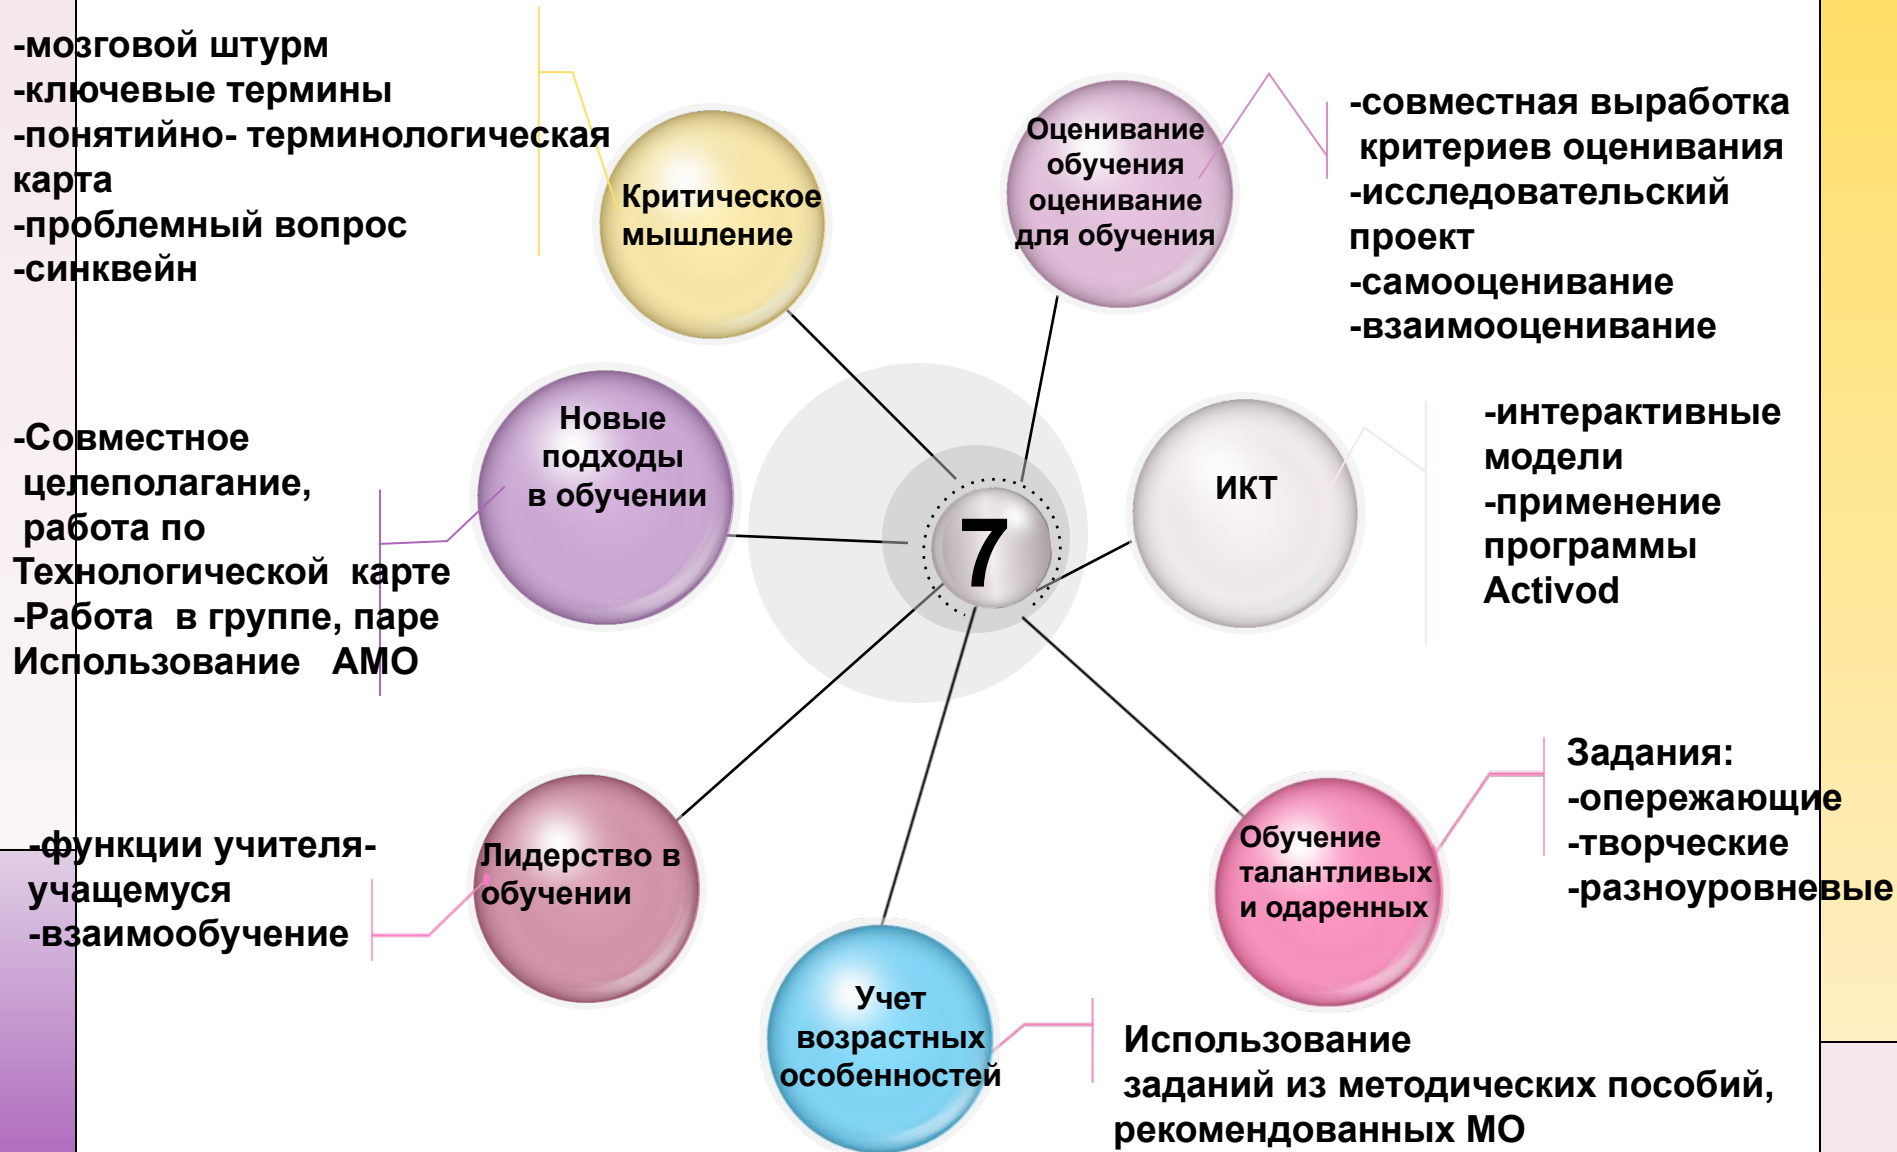 -мозговой штурм
-ключевые термины
-понятийно- терминологическая
карта
-проблемный вопрос
-синквейн
Критическое
мышление
Оценивание
обучения
оценивание
для обучения
-совместная выработка
критериев оценивания
-исследовательский
проект
-самооценивание
-взаимооценивание
-Совместное
целеполагание,
работа по
Технологической карте
-Работа в группе, паре
Использование АМО
Новые
подходы
в обучении
7
ИКТ
-интерактивные
модели
-применение
программы
Activod
-функции учителя-
учащемуся
-взаимообучение
Лидерство в
обучении
Учет
возрастных
особенностей
Использование
заданий из методических пособий,
рекомендованных МО
Обучение
талантливых
и одаренных
Задания:
-опережающие
-творческие
-разноуровневые